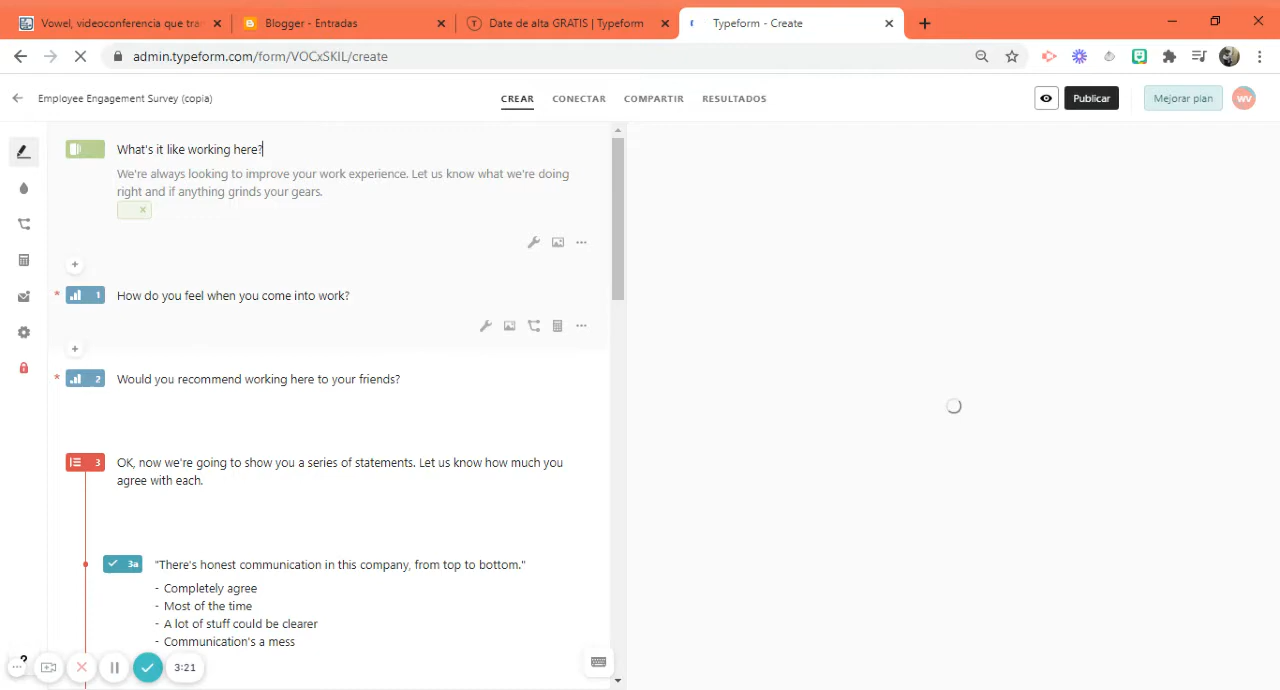 Vowel, videoconferencia que tra
Blogger - Entradas
Date de alta GRATIS | Typeform
Typeform - Create
admin.typeform.com/form/VOCxSKIL/create
Employee Engagement Survey (copia)
CREAR
CONECTAR
COMPARTIR
RESULTADOS
Publicar
Mejorar plan
WV
What's it like working here?
We're always looking to improve your work experience. Let us know what we're doing
right and if anything grinds your gears.
1
How do you feel when you come into work?
2
Would you recommend working here to your friends?
3
OK, now we're going to show you a series of statements. Let us know how much you
agree with each.
3a
"There's honest communication in this company, from top to bottom."
- Completely agree
- Most of the time
- A lot of stuff could be clearer
- Communication's a mess
3:21